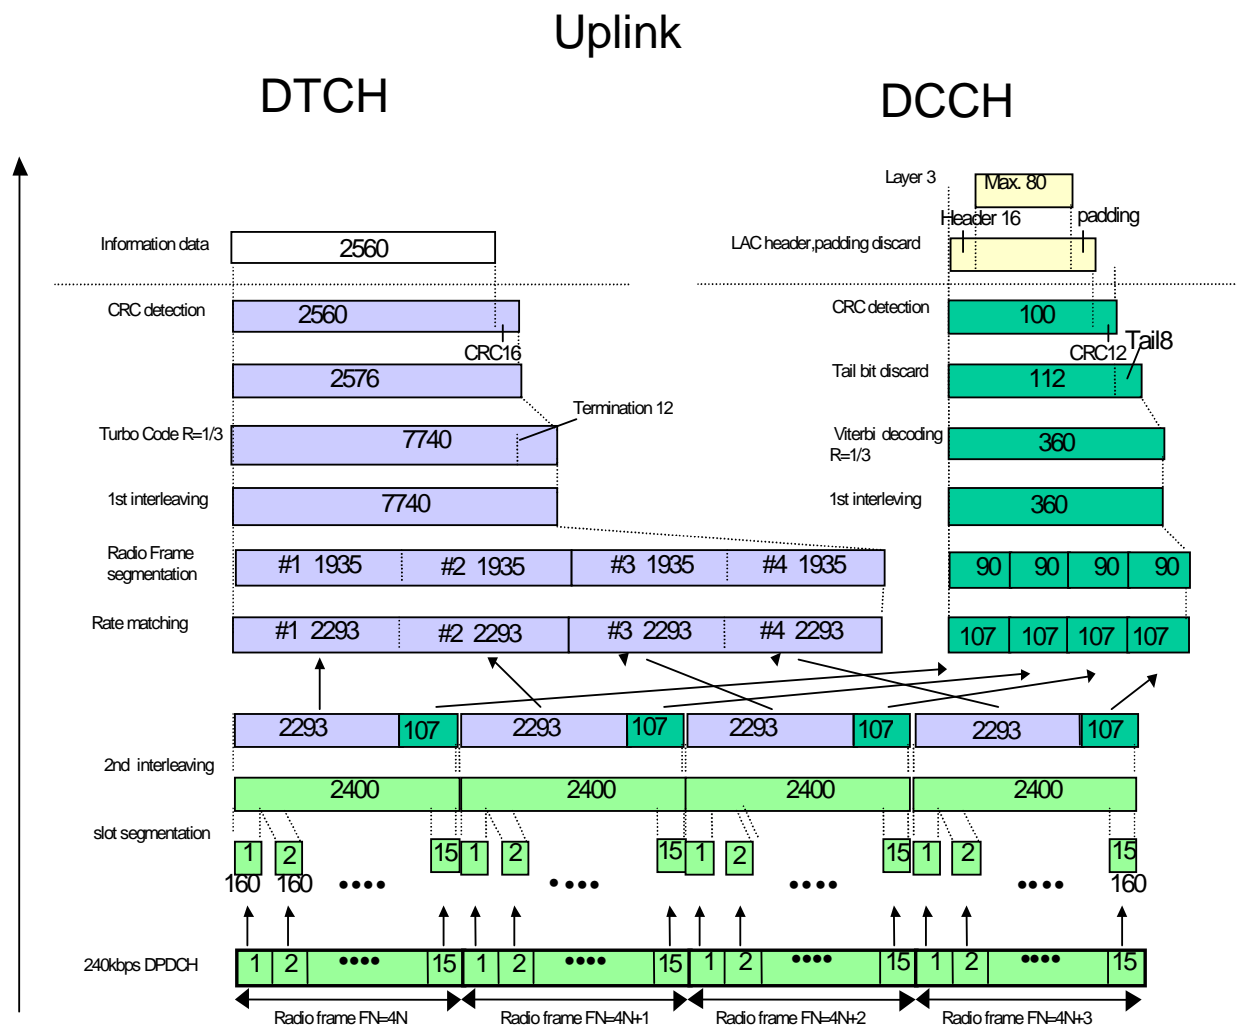 Uplink
DTCH
DCCH
Layer 3
Max. 80
Header 16
padding
Information data
2560
LAC header,padding discard
CRC detection
2560
CRC16
CRC detection
100
CRC12
Tail8
2576
Tail bit discard
112
Termination 12
Turbo Code R=1/3
7740
Viterbi decoding
R=1/3
360
1st interleaving
7740
1st interleving
360
Radio Frame
segmentation
#1 1935
#2 1935
#3 1935
#4 1935
90
90
90
90
Rate matching
#1 2293
#2 2293
#3 2293
#4 2293
107
107
107
107
2293
107
2293
107
2293
107
2293
107
2nd interleaving
2400
2400
2400
2400
slot segmentation
1
2
15
1
2
15
1
2
15
1
2
15
160
160
160
240kbps DPDCH
1
2
15
1
2
15
1
2
15
1
2
15
Radio frame FN=4N
Radio frame FN=4N+1
Radio frame FN=4N+2
Radio frame FN=4N+3